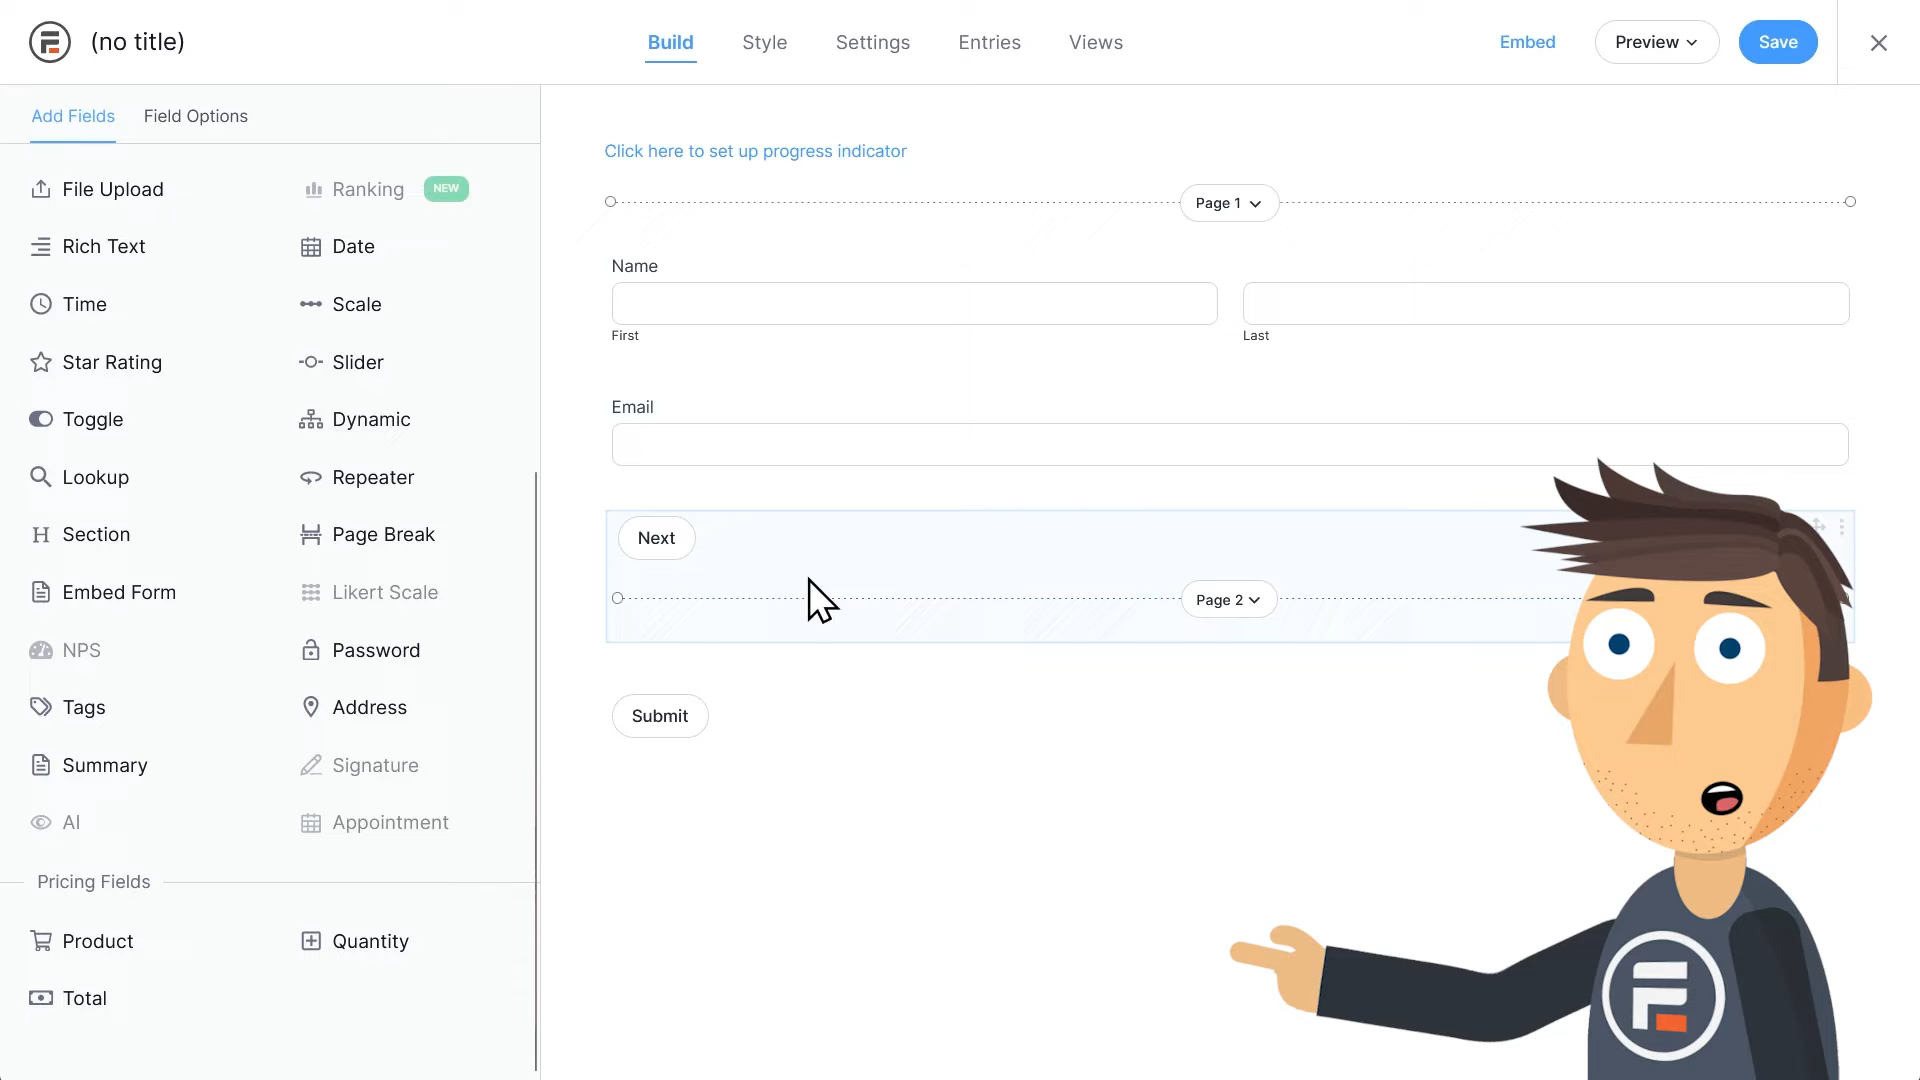 (no title)
Build
Style
Settings
Entries
Views
Embed
Preview
Save
Add Fields
Field Options
File Upload
Ranking
NEW
Rich Text
Date
Time
Scale
Star Rating
Slider
Toggle
Dynamic
Lookup
Repeater
Section
Page Break
Embed Form
Likert Scale
NPS
Password
Tags
Address
Summary
Signature
AI
Appointment
Pricing Fields
Product
Quantity
Total
Click here to set up progress indicator
Page 1
Name
First
Last
Email
Next
Page 2
Submit